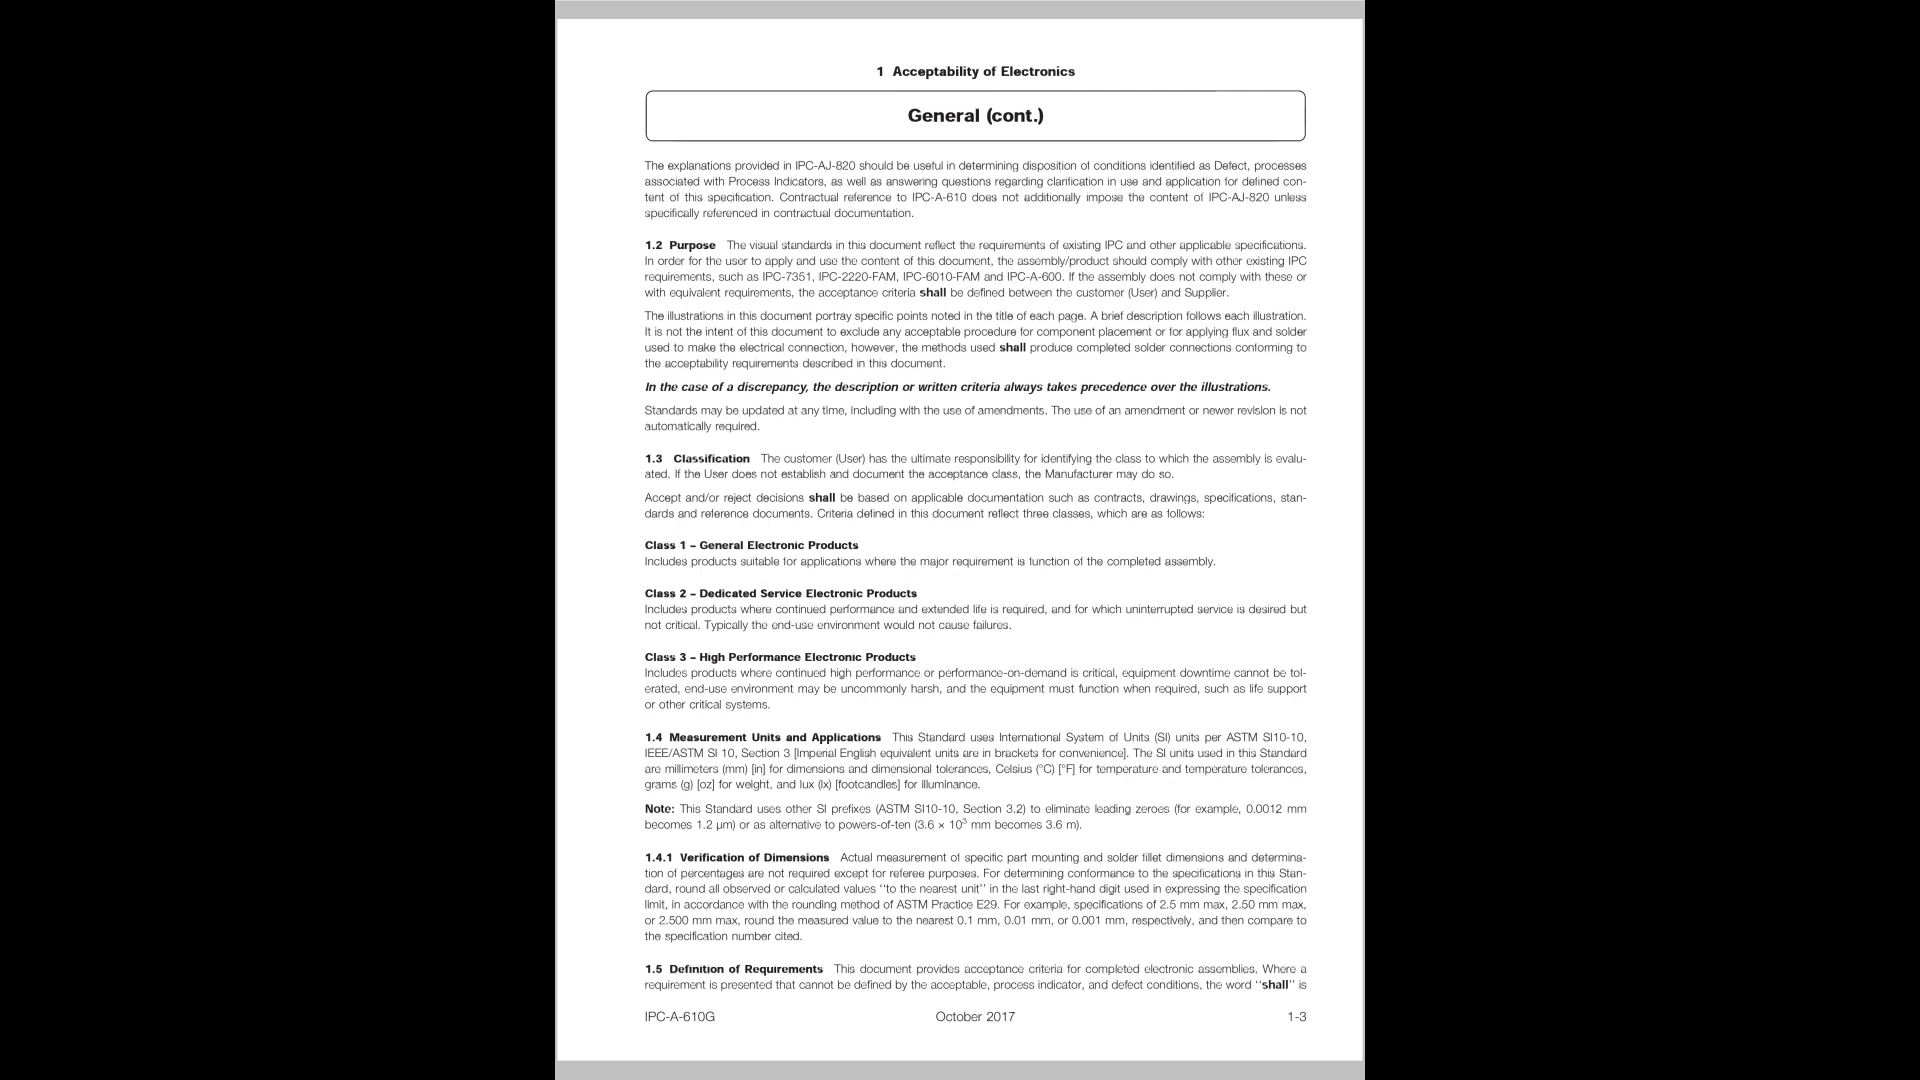 1 Acceptability of Electronics
General (cont.)
The explanations provided in IPC-AJ-820 should be useful in determining disposition of conditions identified as Defect, processes
associated with Process Indicators, as well as answering questions regarding clarification in use and application for defined con-
tent of this specification. Contractual reference to IPC-A-610 does not additionally impose the content of IPC-AJ-820 unless
specifically referenced in contractual documentation.
1.2 Purpose The visual standards in this document reflect the requirements of existing IPC and other applicable specifications.
In order for the user to apply and use the content of this document, the assembly/product should comply with other existing IPC
requirements, such as IPC-7351, IPC-2220-FAM, IPC-6010-FAM and IPC-A-600. If the assembly does not comply with these or
with equivalent requirements, the acceptance criteria shall be defined between the customer (User) and Supplier.
The illustrations in this document portray specific points noted in the title of each page. A brief description follows each illustration.
It is not the intent of this document to exclude any acceptable procedure for component placement or for applying flux and solder
used to make the electrical connection, however, the methods used shall produce completed solder connections conforming to
the acceptability requirements described in this document.
In the case of a discrepancy, the description or written criteria always takes precedence over the illustrations.
Standards may be updated at any time, including with the use of amendments. The use of an amendment or newer revision is not
automatically required.
1.3 Classification The customer (User) has the ultimate responsibility for identifying the class to which the assembly is evalu-
ated. If the User does not establish and document the acceptance class, the Manufacturer may do so.
Accept and/or reject decisions shall be based on applicable documentation such as contracts, drawings, specifications, stan-
dards and reference documents. Criteria defined in this document reflect three classes, which are as follows:
Class 1 – General Electronic Products
Includes products suitable for applications where the major requirement is function of the completed assembly.
Class 2 – Dedicated Service Electronic Products
Includes products where continued performance and extended life is required, and for which uninterrupted service is desired but
not critical. Typically the end-use environment would not cause failures.
Class 3 – High Performance Electronic Products
Includes products where continued high performance or performance-on-demand is critical, equipment downtime cannot be tol-
erated, end-use environment may be uncommonly harsh, and the equipment must function when required, such as life support
or other critical systems.
1.4 Measurement Units and Applications This Standard uses International System of Units (SI) units per ASTM SI10-10,
IEEE/ASTM SI 10, Section 3 [Imperial English equivalent units are in brackets for convenience]. The SI units used in this Standard
are millimeters (mm) [in] for dimensions and dimensional tolerances, Celsius (°C) [°F] for temperature and temperature tolerances,
grams (g) [oz] for weight, and lux (lx) [footcandles] for illuminance.
Note: This Standard uses other SI prefixes (ASTM SI10-10, Section 3.2) to eliminate leading zeroes (for example, 0.0012 mm
becomes 1.2 µm) or as alternative to powers-of-ten (3.6 × 10³ mm becomes 3.6 m).
1.4.1 Verification of Dimensions Actual measurement of specific part mounting and solder fillet dimensions and determina-
tion of percentages are not required except for referee purposes. For determining conformance to the specifications in this Stan-
dard, round all observed or calculated values ‘‘to the nearest unit’’ in the last right-hand digit used in expressing the specification
limit, in accordance with the rounding method of ASTM Practice E29. For example, specifications of 2.5 mm max, 2.50 mm max,
or 2.500 mm max, round the measured value to the nearest 0.1 mm, 0.01 mm, or 0.001 mm, respectively, and then compare to
the specification number cited.
1.5 Definition of Requirements This document provides acceptance criteria for completed electronic assemblies. Where a
requirement is presented that cannot be defined by the acceptable, process indicator, and defect conditions, the word ‘‘shall’’ is
IPC-A-610G
October 2017
1-3